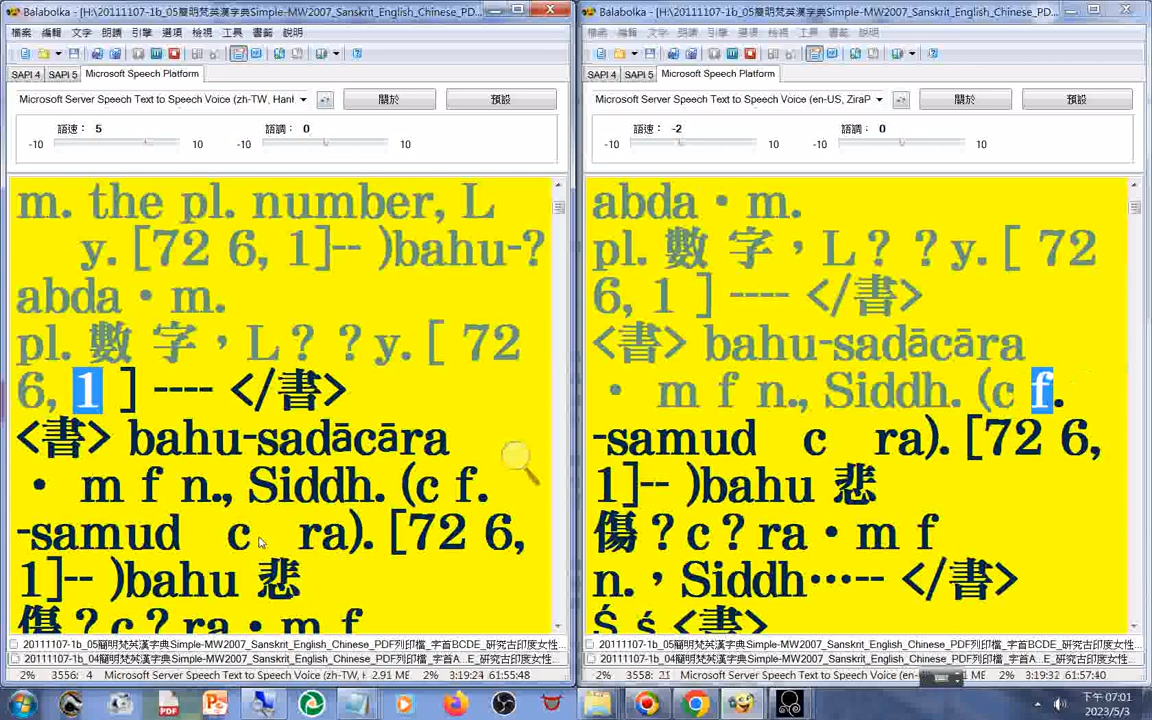 Balabolka - [H:\20111107-1b_05簡明梵英漢字典Simple-MW2007_Sanskrit_English_Chinese_PD...
檔案 編輯 文字 朗讀 引擎 選項 檢視 工具 書籤 說明
SAPI 4 SAPI 5 Microsoft Speech Platform
Microsoft Server Speech Text to Speech Voice (zh-TW, Hanl 關於 預設
語速： 5 語調： 0
-10 10 -10 10
m. the pl. number, L
y. [72 6, 1]-- )bahu-?
abda・m.
pl. 數 字，L？？y. [ 72
6, 1 ] ---- </書>
<書> bahu-sadācāra
・ m f n., Siddh. (c f.
-samud c ra). [72 6,
1]-- )bahu 悲
傷？c？ra・m f
20111107-1b_05簡明梵英漢字典Simple-MW2007_Sanskrit_English_Chinese_PDF列印檔_字首BCDE_研究古印度女性...
20111107-1b_04簡明梵英漢字典Simple-MW2007_Sanskrit_English_Chinese_PDF列印檔_字首A...E_研究古印度女性...
2% 3556: 4 Microsoft Server Speech Text to Speech Voice (zh-TW, H 2.91 ME 2% 3:19:24 61:55:48
Balabolka - [H:\20111107-1b_05簡明梵英漢字典Simple-MW2007_Sanskrit_English_Chinese_PD...
檔案 編輯 文字 朗讀 引擎 選項 檢視 工具 書籤 說明
SAPI 4 SAPI 5 Microsoft Speech Platform
Microsoft Server Speech Text to Speech Voice (en-US, ZiraP 關於 預設
語速： -2 語調： 0
-10 10 -10 10
abda・m.
pl. 數 字，L？？y. [ 72
6, 1 ] ---- </書>
<書> bahu-sadācāra
・ m f n., Siddh. (c f.
-samud c ra). [72 6,
1]-- )bahu 悲
傷？c？ra・m f
n.，Siddh…-- </書>
Ś ś <書>
20111107-1b_05簡明梵英漢字典Simple-MW2007_Sanskrit_English_Chinese_PDF列印檔_字首BCDE_研究古印度女性...
20111107-1b_04簡明梵英漢字典Simple-MW2007_Sanskrit_English_Chinese_PDF列印檔_字首A...E_研究古印度女性...
2% 3558: Microsoft Server Speech Text to Speech Voice 2% 3:19:32 61:57:40
PDF
下午 07:01
2023/5/3